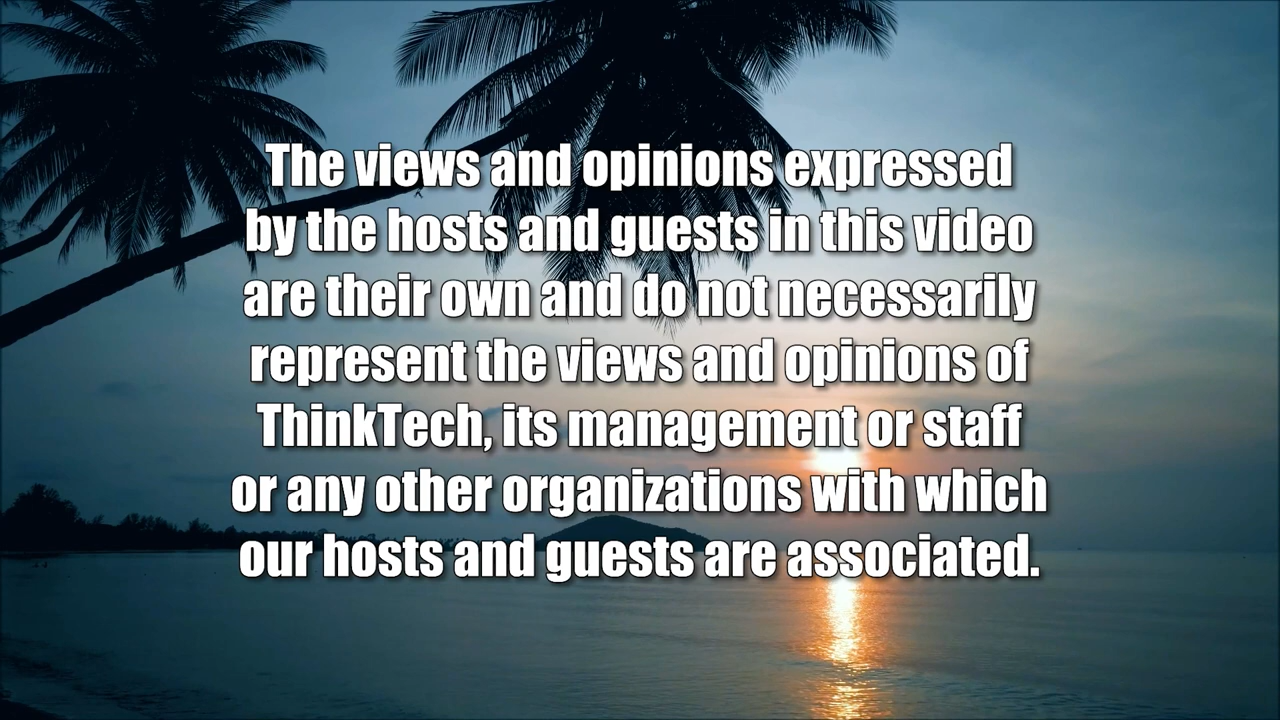 The views and opinions expressed
by the hosts and guests in this video
are their own and do not necessarily
represent the views and opinions of
ThinkTech, its management or staff
or any other organizations with which
our hosts and guests are associated.